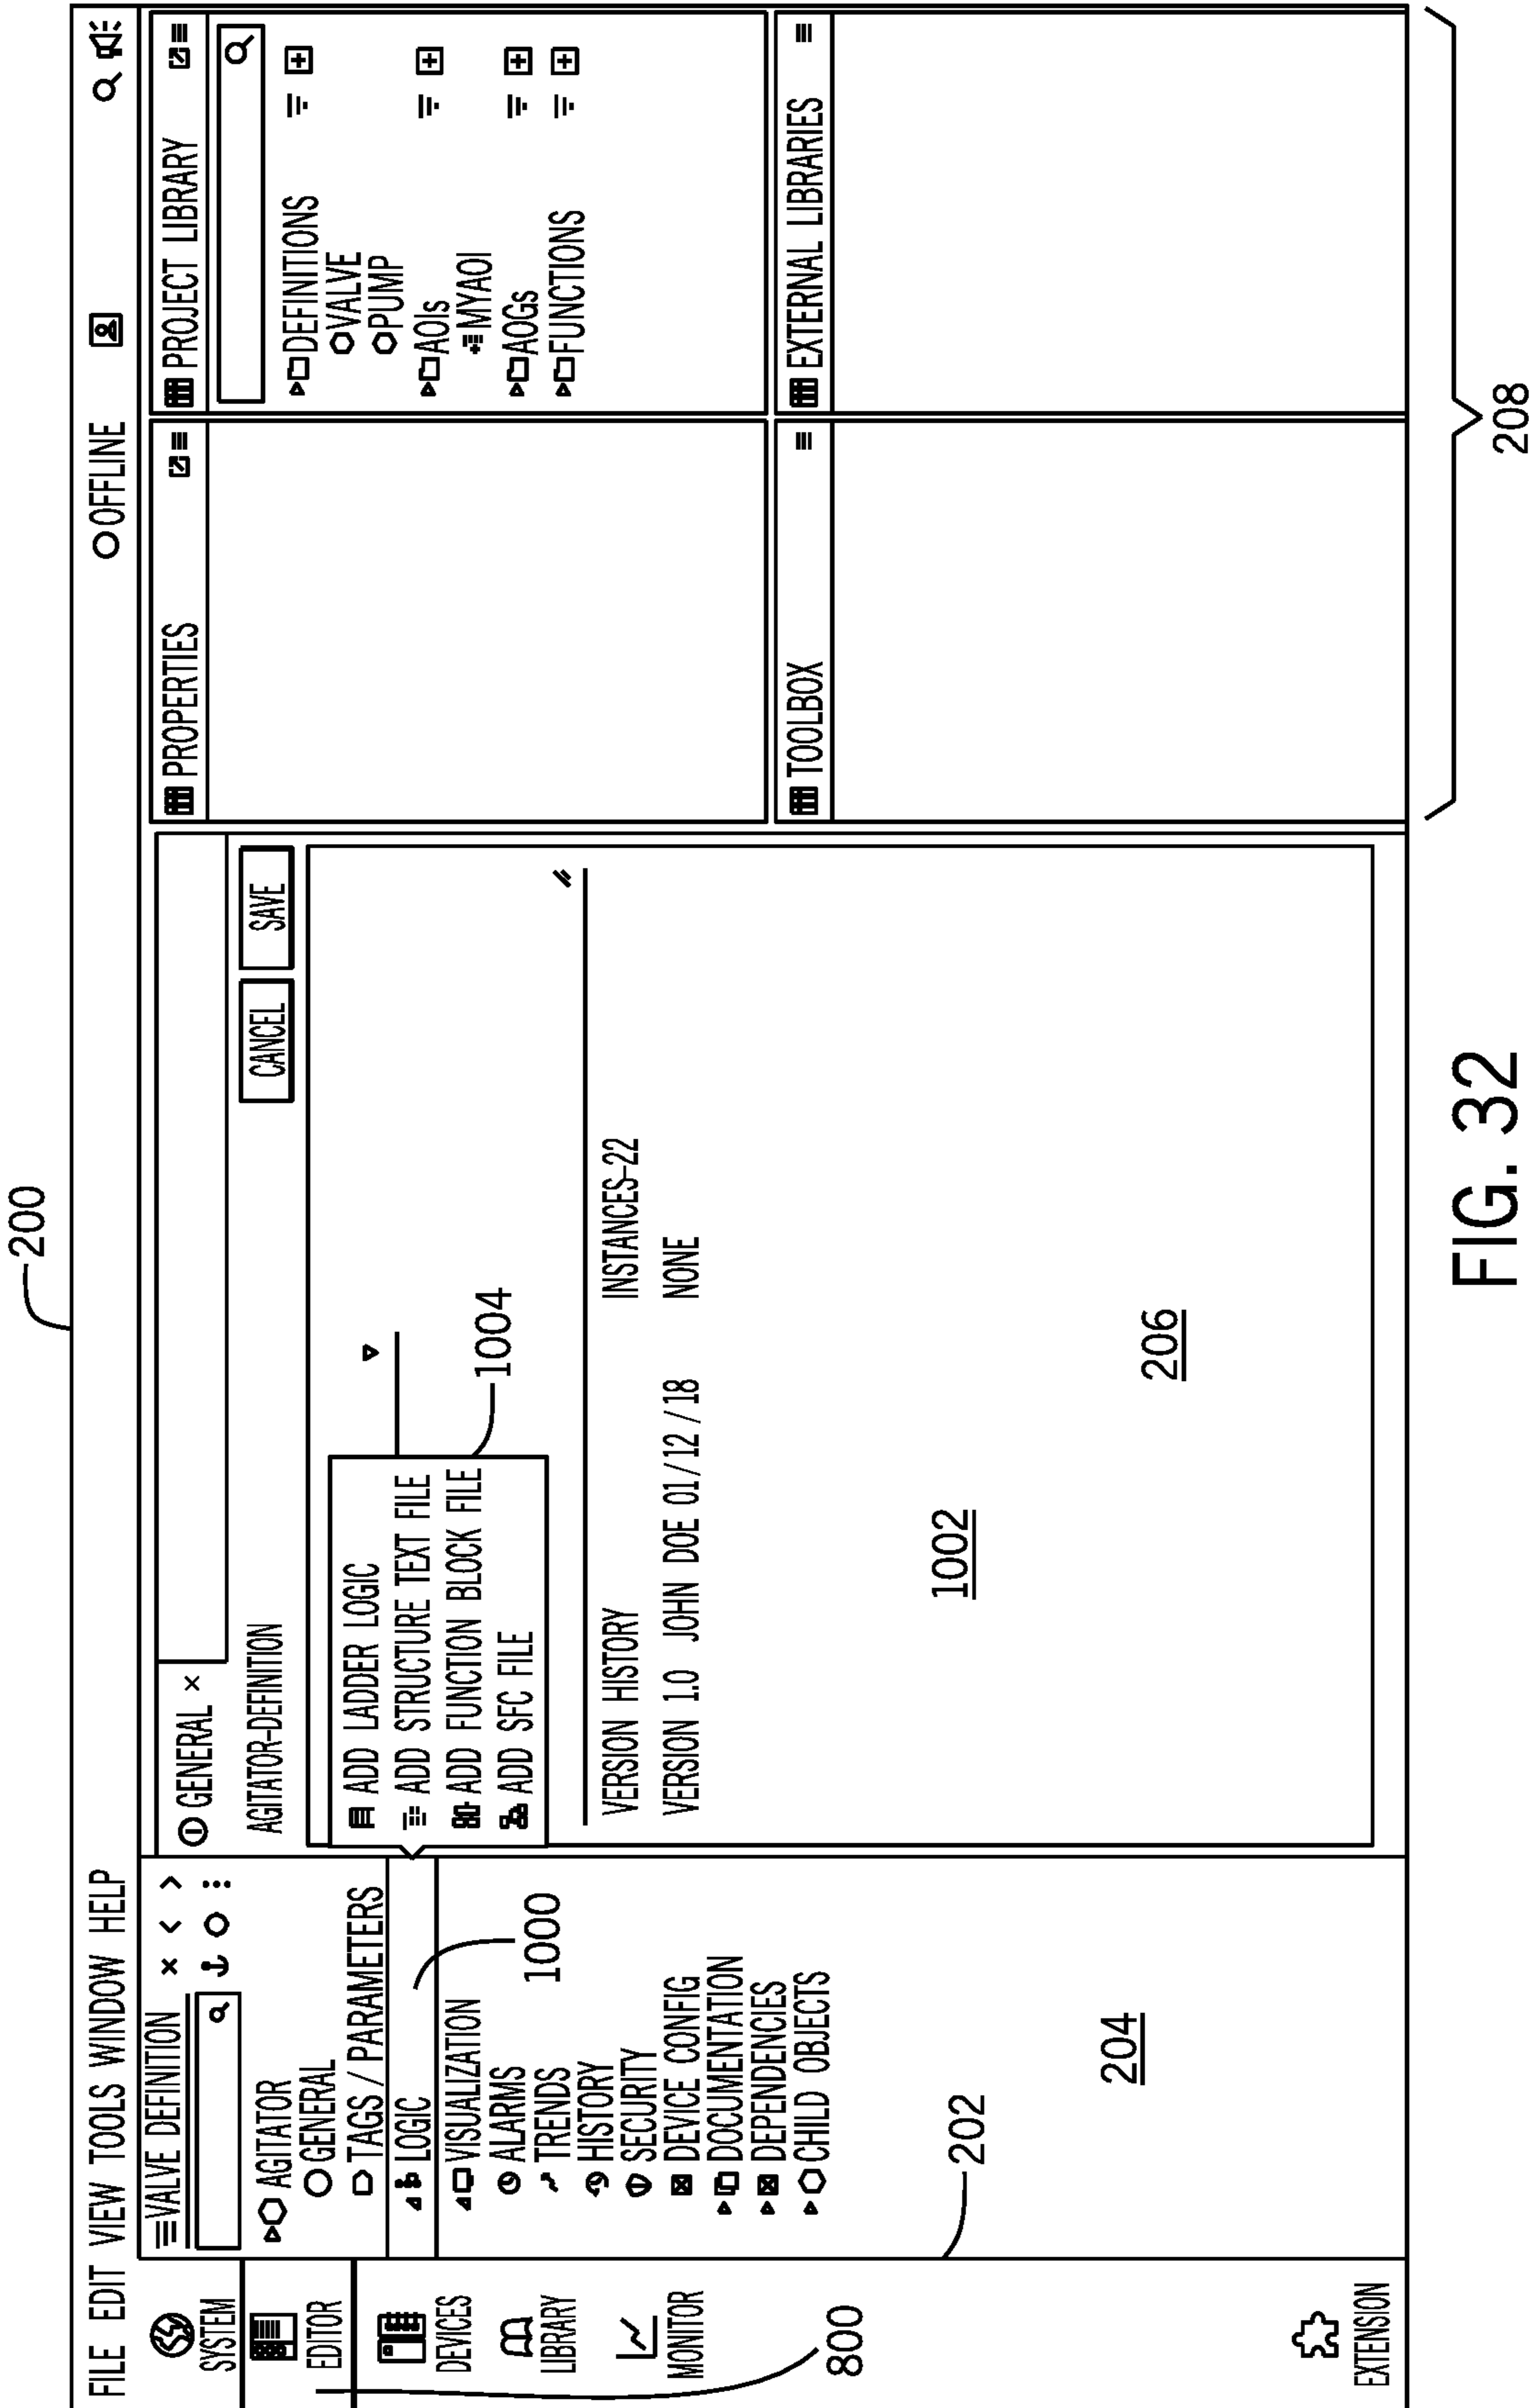 200
FILE EDIT VIEW TOOLS WINDOW HELP
OFFLINE
SYSTEM
EDITOR
DEVICES
LIBRARY
MONITOR
EXTENSION
800
202
VALVE DEFINITION
AGITATOR
GENERAL
TAGS / PARAMETERS
LOGIC
VISUALIZATION
ALARMS
TRENDS
HISTORY
SECURITY
DEVICE CONFIG
DOCUMENTATION
DEPENDENCIES
CHILD OBJECTS
1000
204
GENERAL ×
AGITATOR-DEFINITION
CANCEL
SAVE
ADD LADDER LOGIC
ADD STRUCTURE TEXT FILE
ADD FUNCTION BLOCK FILE
ADD SFC FILE
1004
VERSION HISTORY INSTANCES-22
VERSION 1.0 JOHN DOE 01/12/18 NONE
1002
206
PROPERTIES
PROJECT LIBRARY
DEFINITIONS
VALVE
PUMP
AOIs
MYAOI
AOGs
FUNCTIONS
TOOLBOX
EXTERNAL LIBRARIES
208
FIG. 32